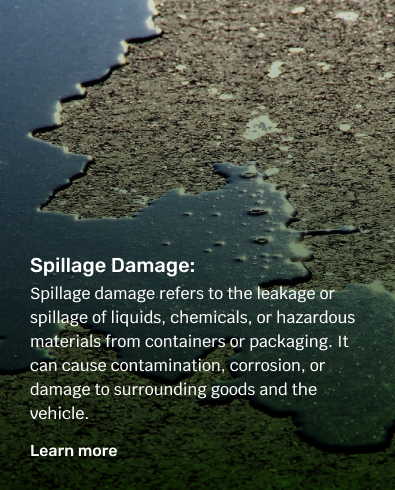 Spillage Damage:
Spillage damage refers to the leakage or
spillage of liquids, chemicals, or hazardous
materials from containers or packaging. It
can cause contamination, corrosion, or
damage to surrounding goods and the
vehicle.
Learn more